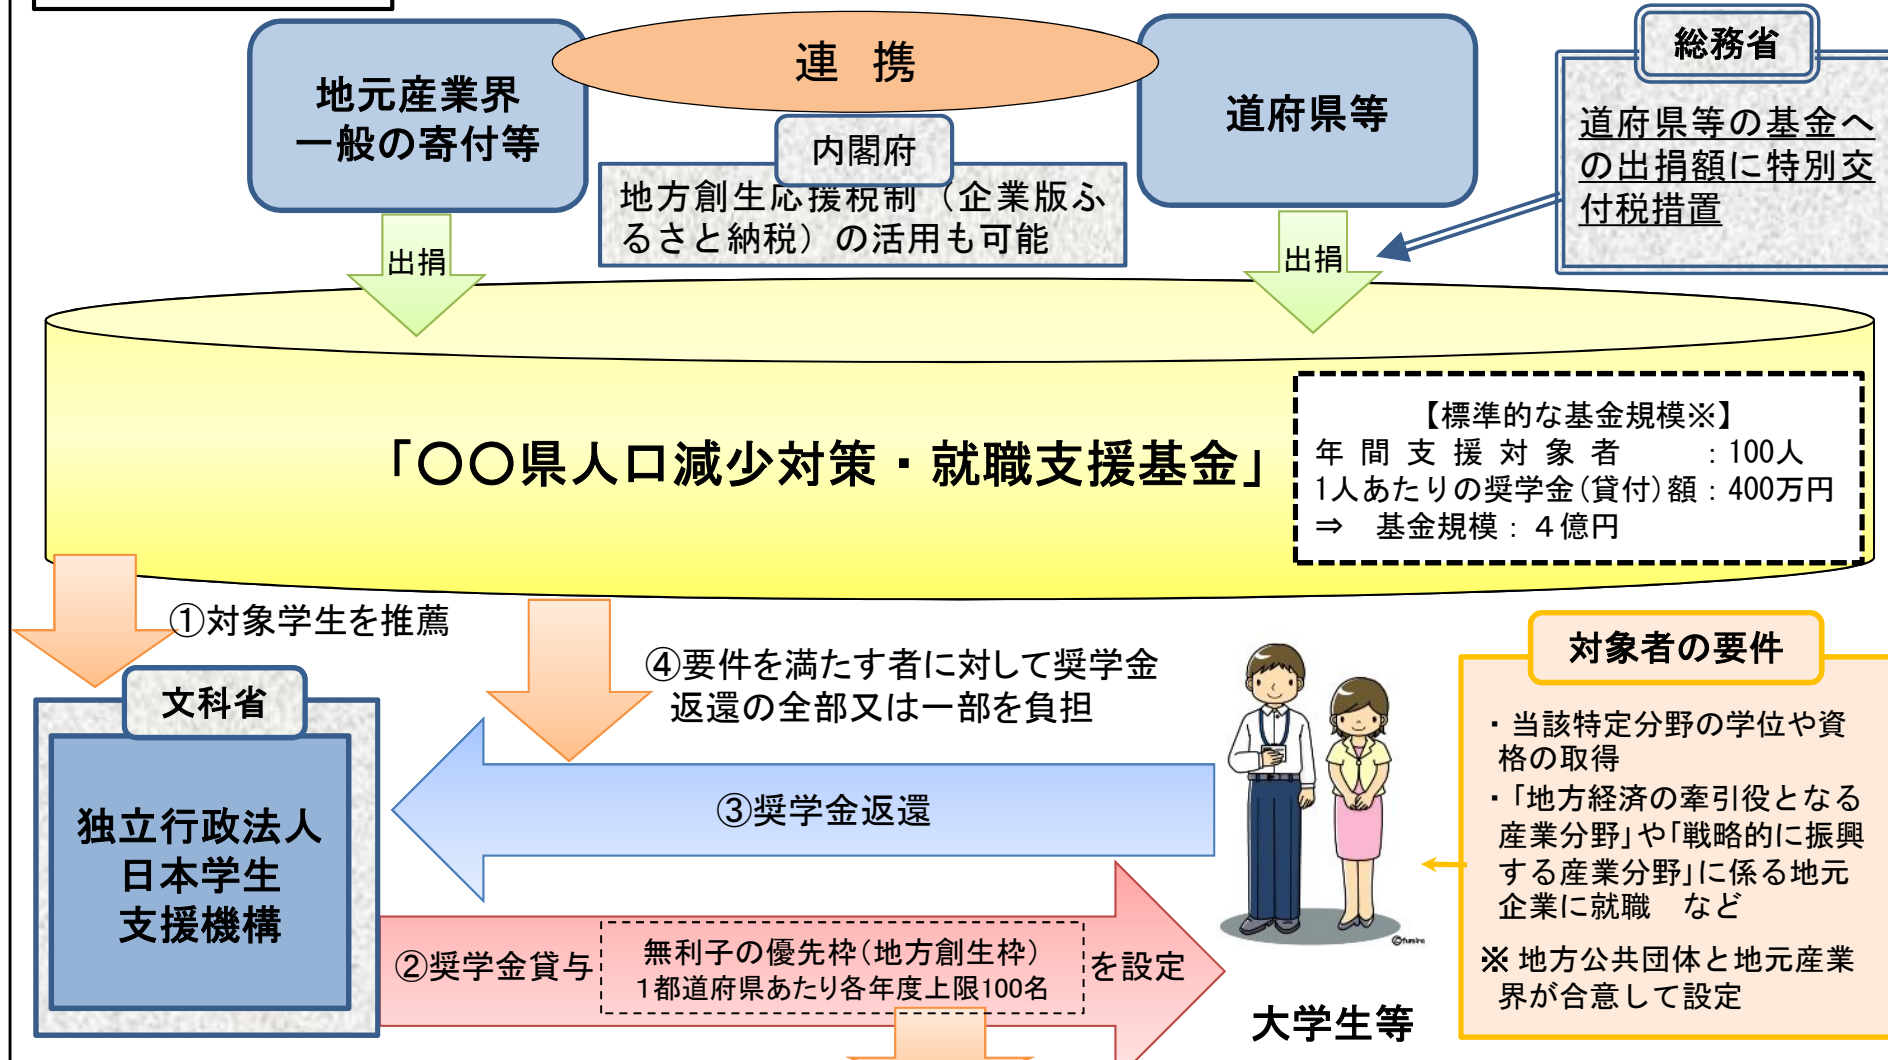 連 携
地元産業界
一般の寄付等
道府県等
総務省
道府県等の基金へ
の出捐額に特別交
付税措置
内閣府
地方創生応援税制（企業版ふ
るさと納税）の活用も可能
出捐
出捐
「〇〇県人口減少対策・就職支援基金」
【標準的な基金規模※】
年間支援対象者　：100人
1人あたりの奨学金(貸付)額：400万円
⇒　基金規模：４億円
①対象学生を推薦
④要件を満たす者に対して奨学金
返還の全部又は一部を負担
文科省
独立行政法人
日本学生
支援機構
③奨学金返還
②奨学金貸与
無利子の優先枠（地方創生枠）
1都道府県あたり各年度上限100名
を設定
©fumira
大学生等
対象者の要件
・当該特定分野の学位や資
格の取得
・「地方経済の牽引役となる
産業分野」や「戦略的に振興
する産業分野」に係る地元
企業に就職　など
※ 地方公共団体と地元産業
界が合意して設定